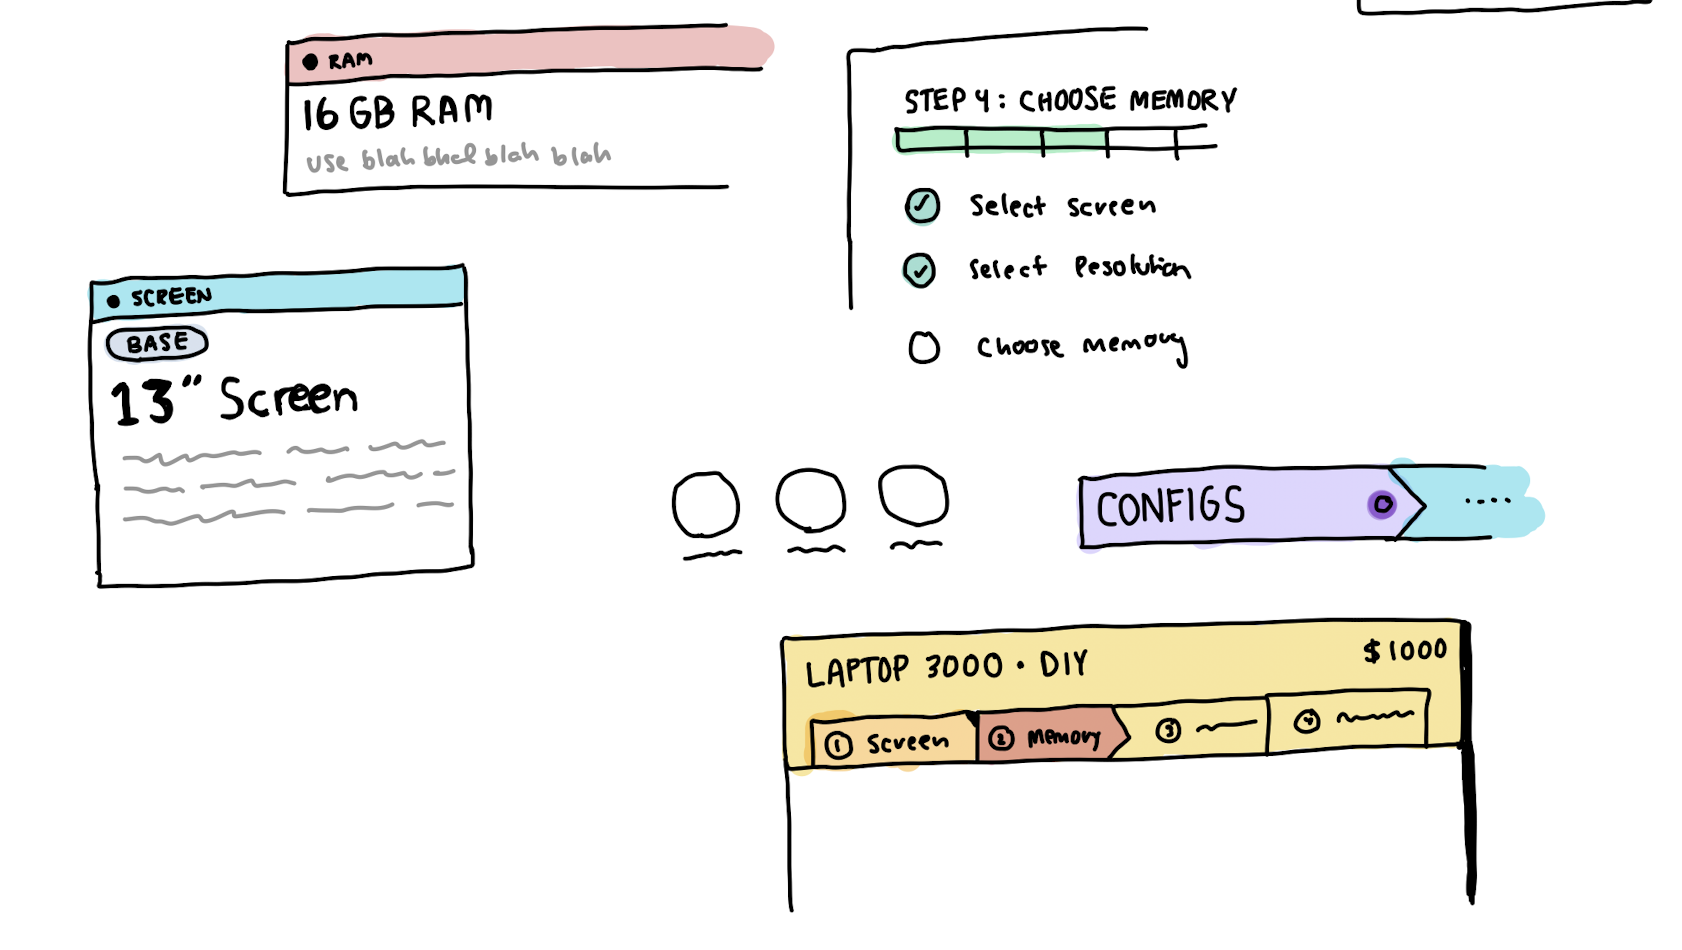 RAM
16 GB RAM
use blah bhal blah blah
STEP 4: CHOOSE MEMORY
Select screen
Select Resolution
Choose memory
SCREEN
BASE
13" Screen
CONFIGS
....
LAPTOP 3000 • DIY
$1000
1 Screen
2 Memory
3
4